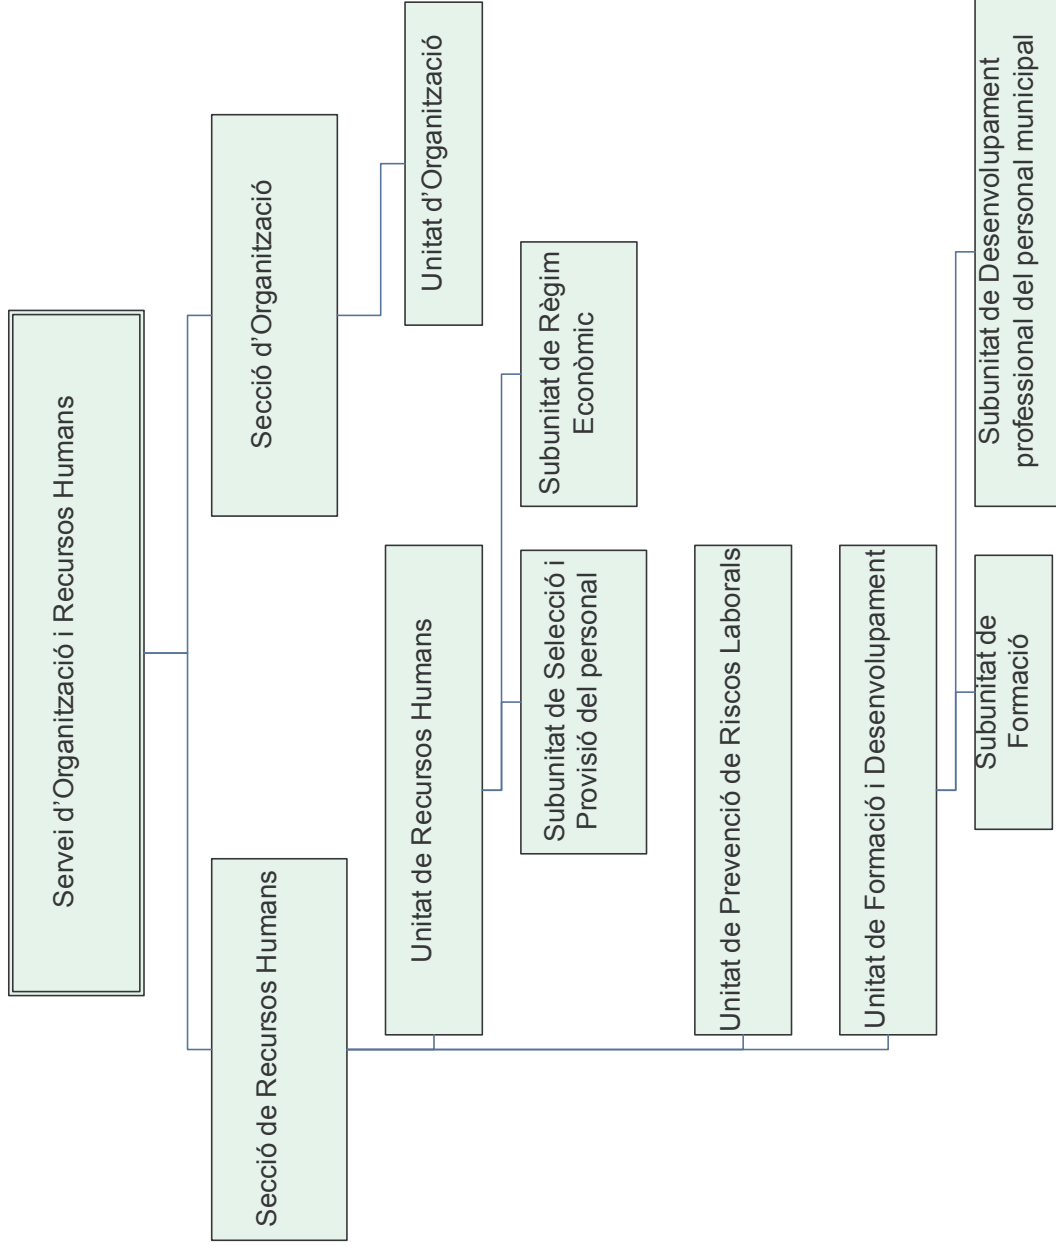 Servei d’Organització i Recursos Humans
Secció de Recursos Humans
Secció d’Organització
Unitat de Recursos Humans
Unitat d’Organització
Subunitat de Selecció i
Provisió del personal
Subunitat de Règim
Econòmic
Unitat de Prevenció de Riscos Laborals
Unitat de Formació i Desenvolupament
Subunitat de
Formació
Subunitat de Desenvolupament
professional del personal municipal